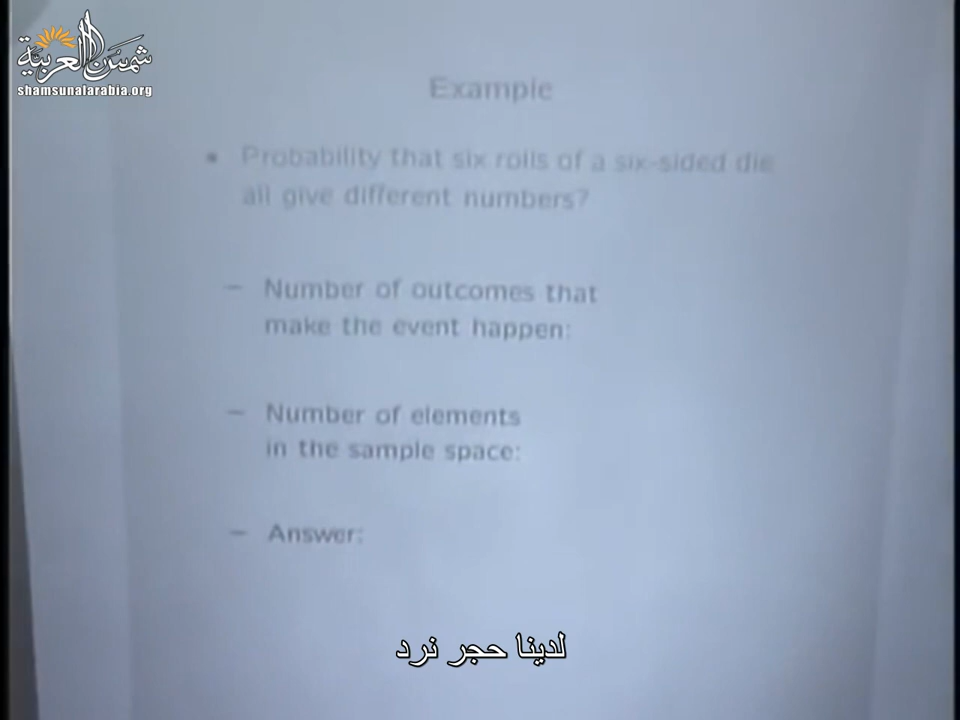 شمس العربية
shamsunalarabia.org
Example
• Probability that six rolls of a six-sided die
all give different numbers?
– Number of outcomes that
make the event happen:
– Number of elements
in the sample space:
– Answer:
لدينا حجر نرد